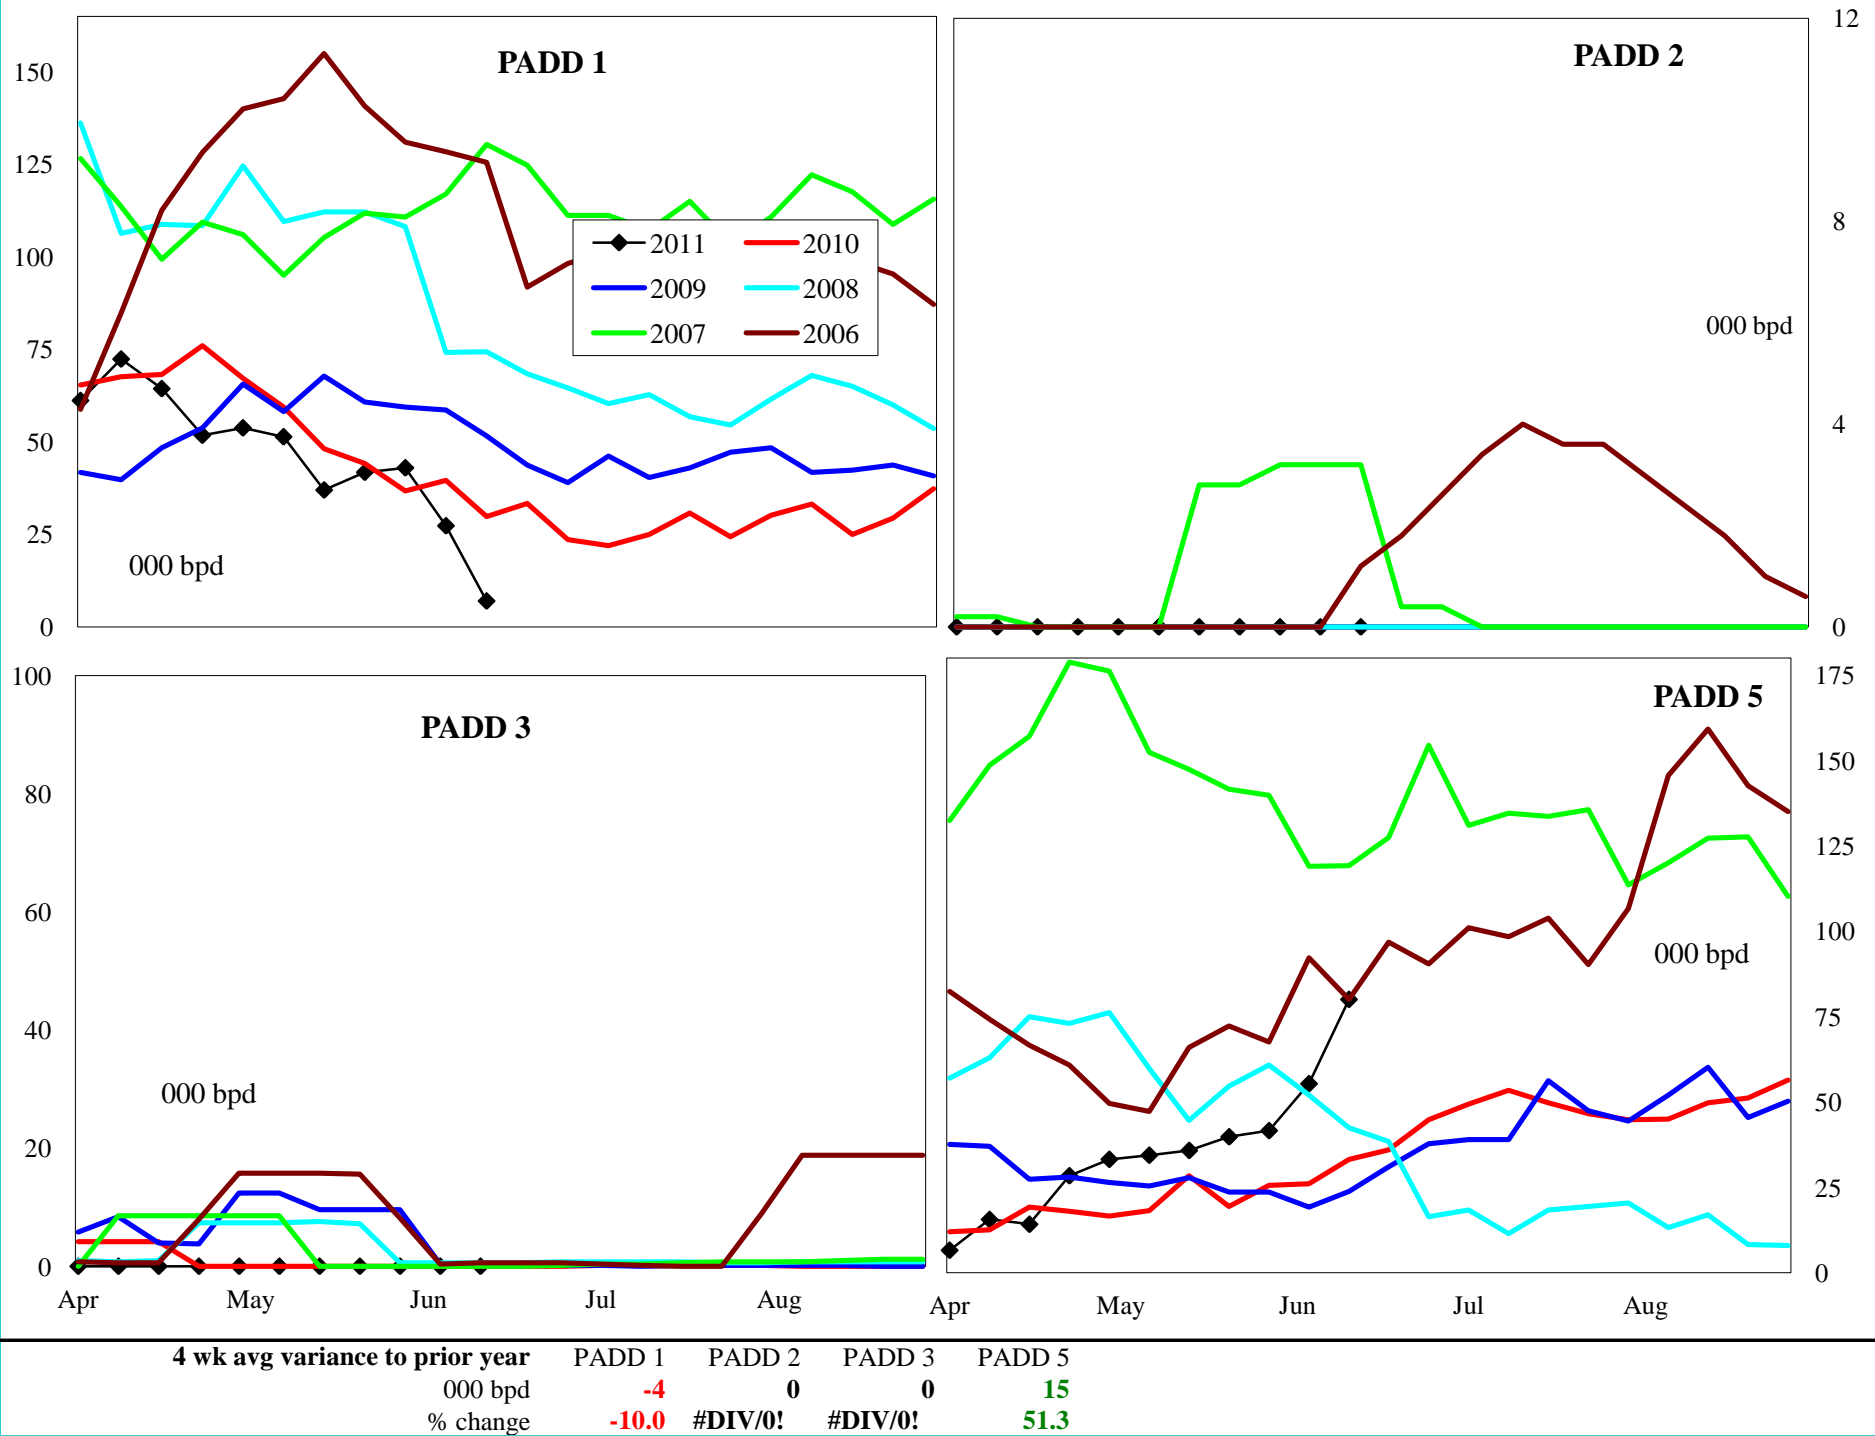 PADD 1
150
125
100
75
50
25
0
000 bpd
2011 2010
2009 2008
2007 2006
PADD 2
12
8
4
0
000 bpd
PADD 3
100
80
60
40
20
0
000 bpd
Apr May Jun Jul Aug
PADD 5
175
150
125
100
75
50
25
0
000 bpd
Apr May Jun Jul Aug
4 wk avg variance to prior year PADD 1 PADD 2 PADD 3 PADD 5
000 bpd -4 0 0 15
% change -10.0 #DIV/0! #DIV/0! 51.3